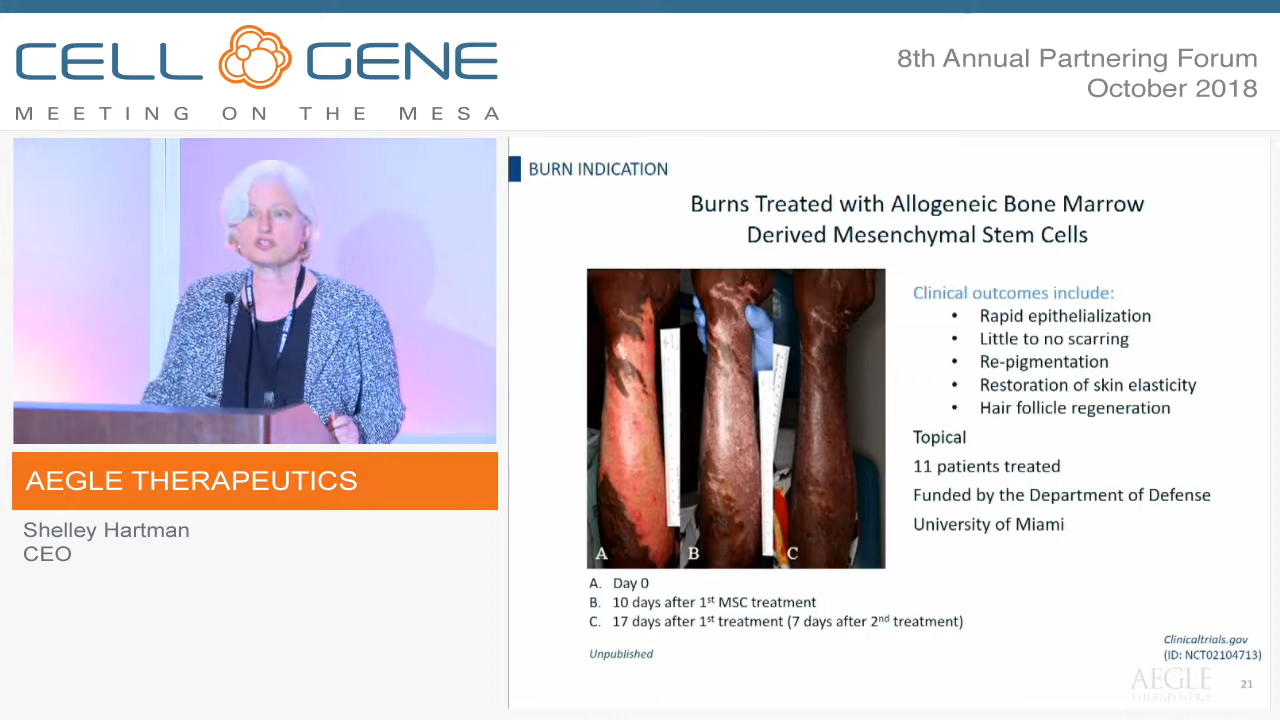 CELL GENE
MEETING ON THE MESA
8th Annual Partnering Forum
October 2018
AEGLE THERAPEUTICS
Shelley Hartman
CEO
BURN INDICATION
Burns Treated with Allogeneic Bone Marrow
Derived Mesenchymal Stem Cells
A
B
C
Clinical outcomes include:
• Rapid epithelialization
• Little to no scarring
• Re-pigmentation
• Restoration of skin elasticity
• Hair follicle regeneration
Topical
11 patients treated
Funded by the Department of Defense
University of Miami
A. Day 0
B. 10 days after 1st MSC treatment
C. 17 days after 1st treatment (7 days after 2nd treatment)
Unpublished
Clinicaltrials.gov
(ID: NCT02104713)
AEGLE
THERAPEUTICS
21